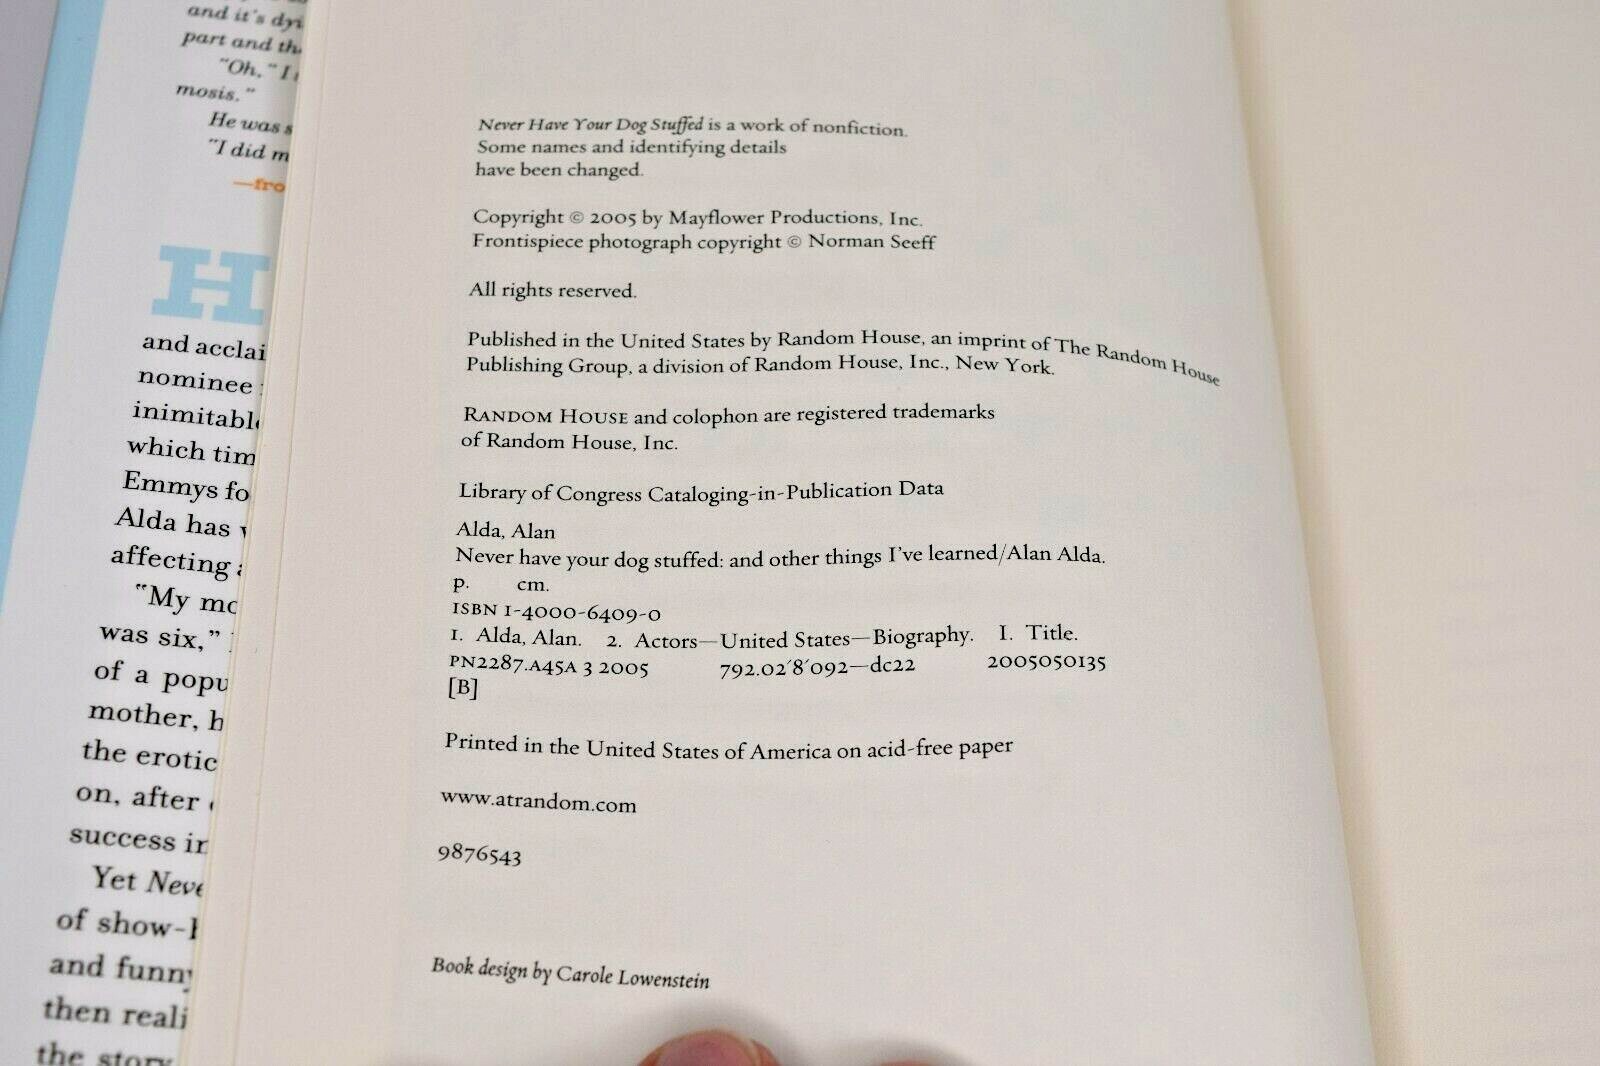 and it's dyi
part and th
"Oh," I
mosis."
He was s
"I did m
—fro
H
and acclai
nominee
inimitabl
which tim
Emmys fo
Alda has
affecting
"My mo
was six,"
of a popu
mother, h
the erotic
on, after
success in
Yet Neve
of show-
and funny
then reali
the story
Never Have Your Dog Stuffed is a work of nonfiction.
Some names and identifying details
have been changed.
Copyright © 2005 by Mayflower Productions, Inc.
Frontispiece photograph copyright © Norman Seeff
All rights reserved.
Published in the United States by Random House, an imprint of The Random House
Publishing Group, a division of Random House, Inc., New York.
RANDOM HOUSE and colophon are registered trademarks
of Random House, Inc.
Library of Congress Cataloging-in-Publication Data
Alda, Alan
Never have your dog stuffed: and other things I've learned/Alan Alda.
p. cm.
ISBN 1-4000-6409-0
1. Alda, Alan. 2. Actors—United States—Biography. I. Title.
PN2287.A45A 3 2005 792.02'8'092—dc22 2005050135
[B]
Printed in the United States of America on acid-free paper
www.atrandom.com
9876543
Book design by Carole Lowenstein